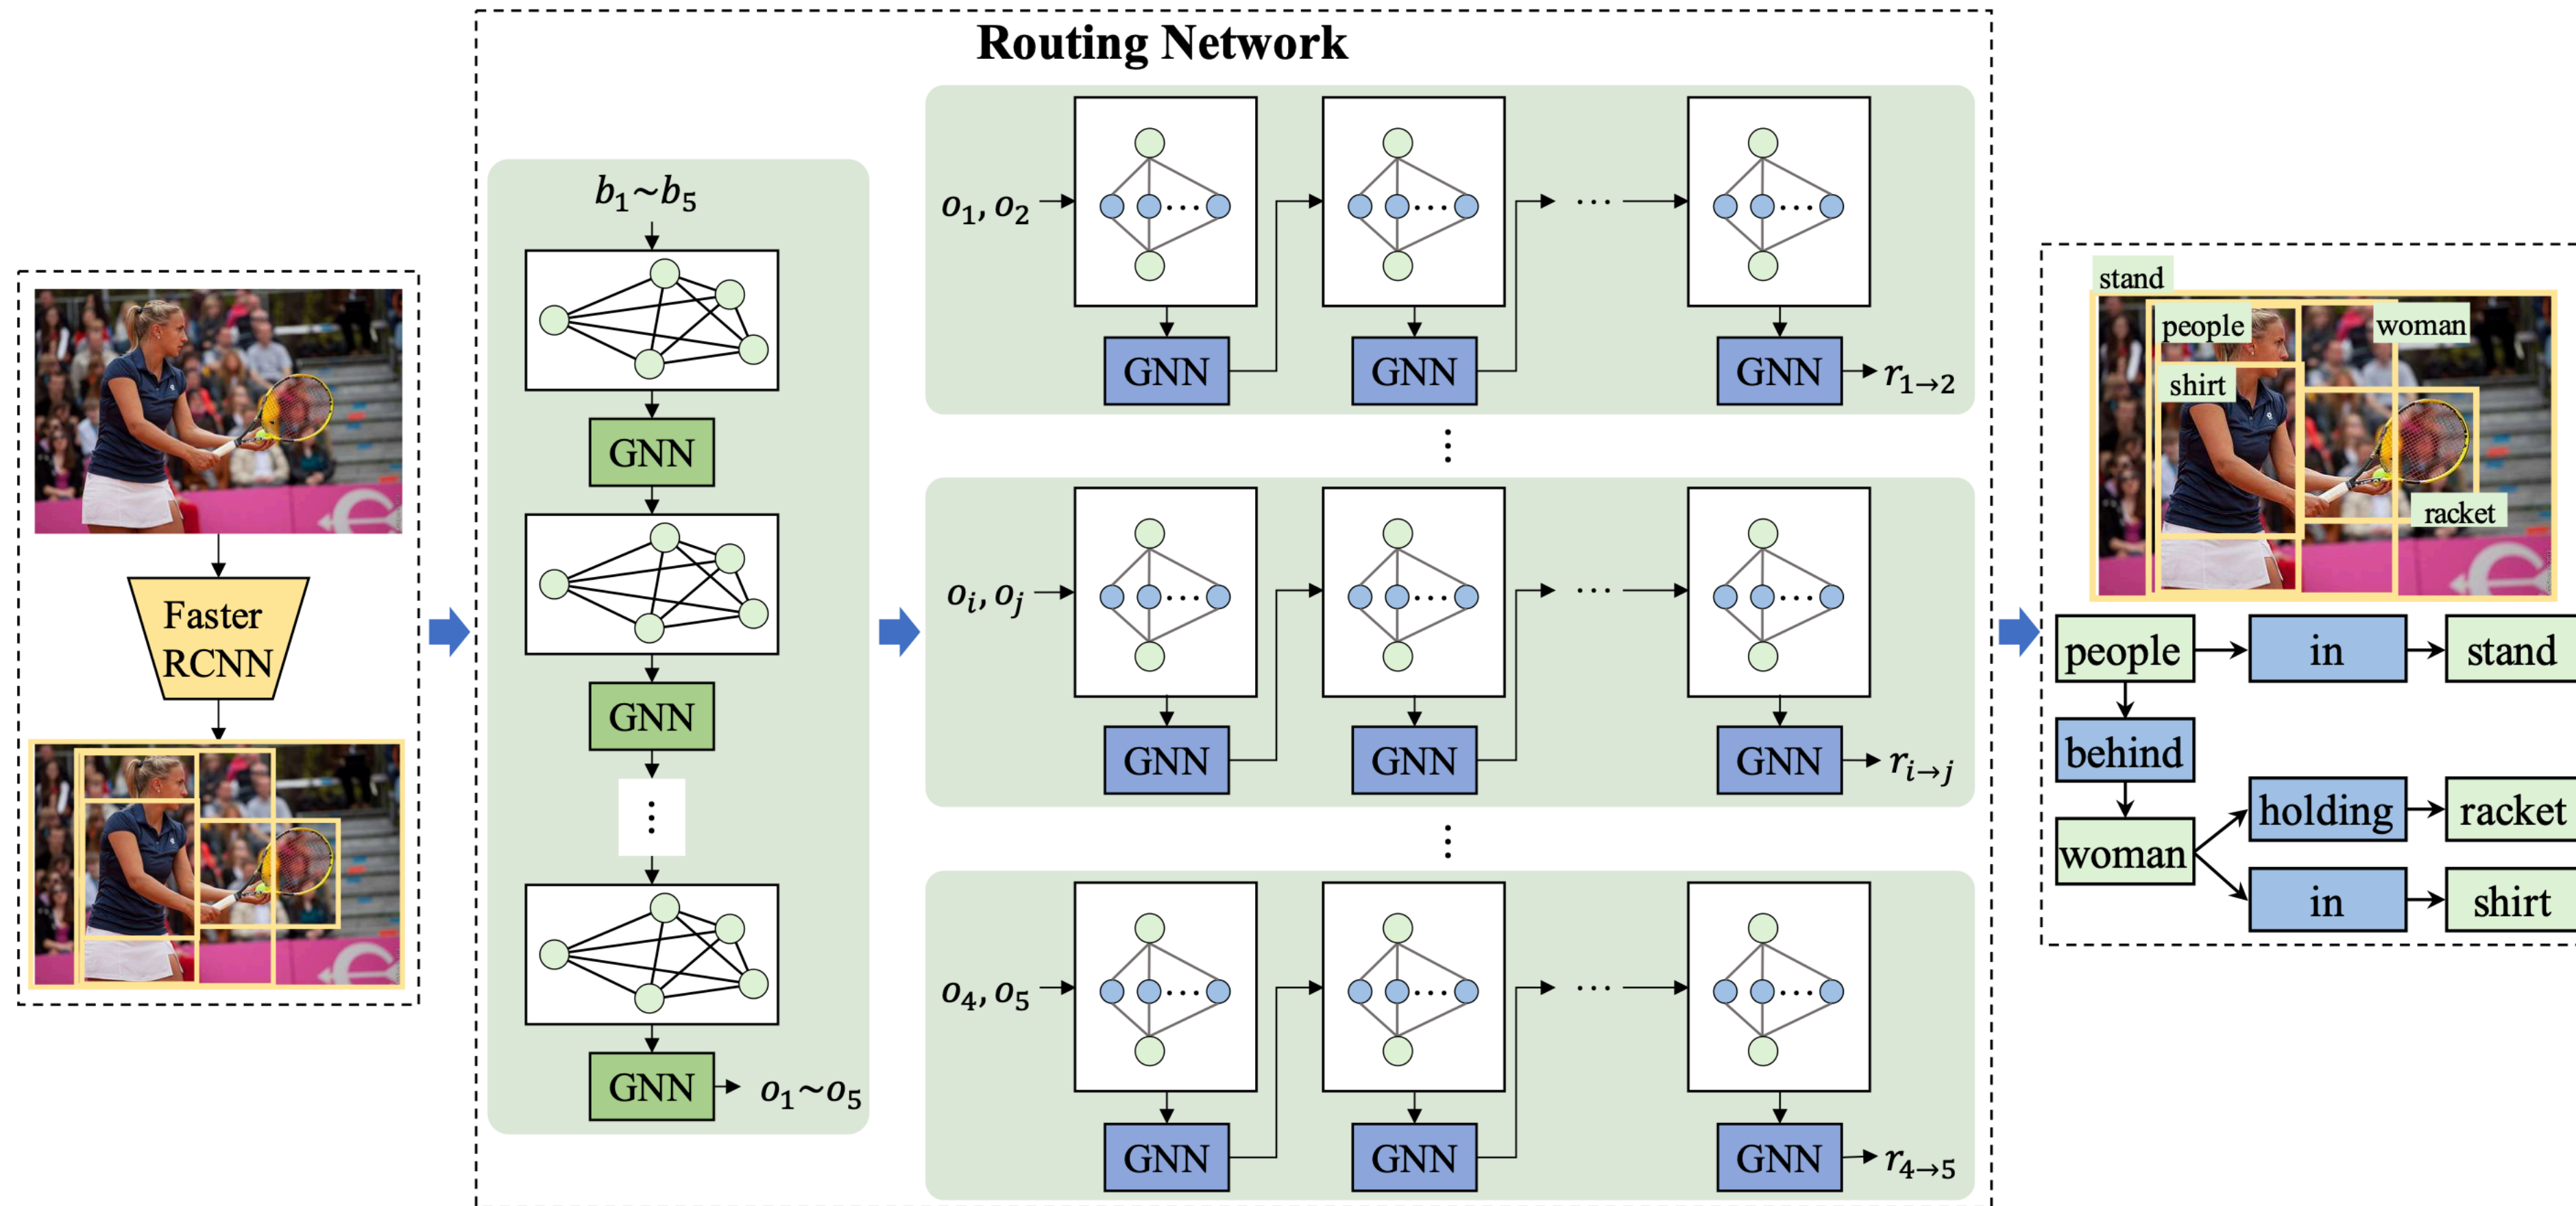 Routing Network
Faster
RCNN
b₁~b₅
GNN
GNN
⋮
GNN
o₁~o₅
o₁, o₂
⋯
⋯
⋯
⋯
GNN
GNN
GNN
r₁→₂
⋮
oᵢ, oⱼ
⋯
⋯
⋯
⋯
GNN
GNN
GNN
rᵢ→ⱼ
⋮
o₄, o₅
⋯
⋯
⋯
⋯
GNN
GNN
GNN
r₄→₅
stand
people
woman
shirt
racket
people
in
stand
behind
woman
holding
racket
in
shirt